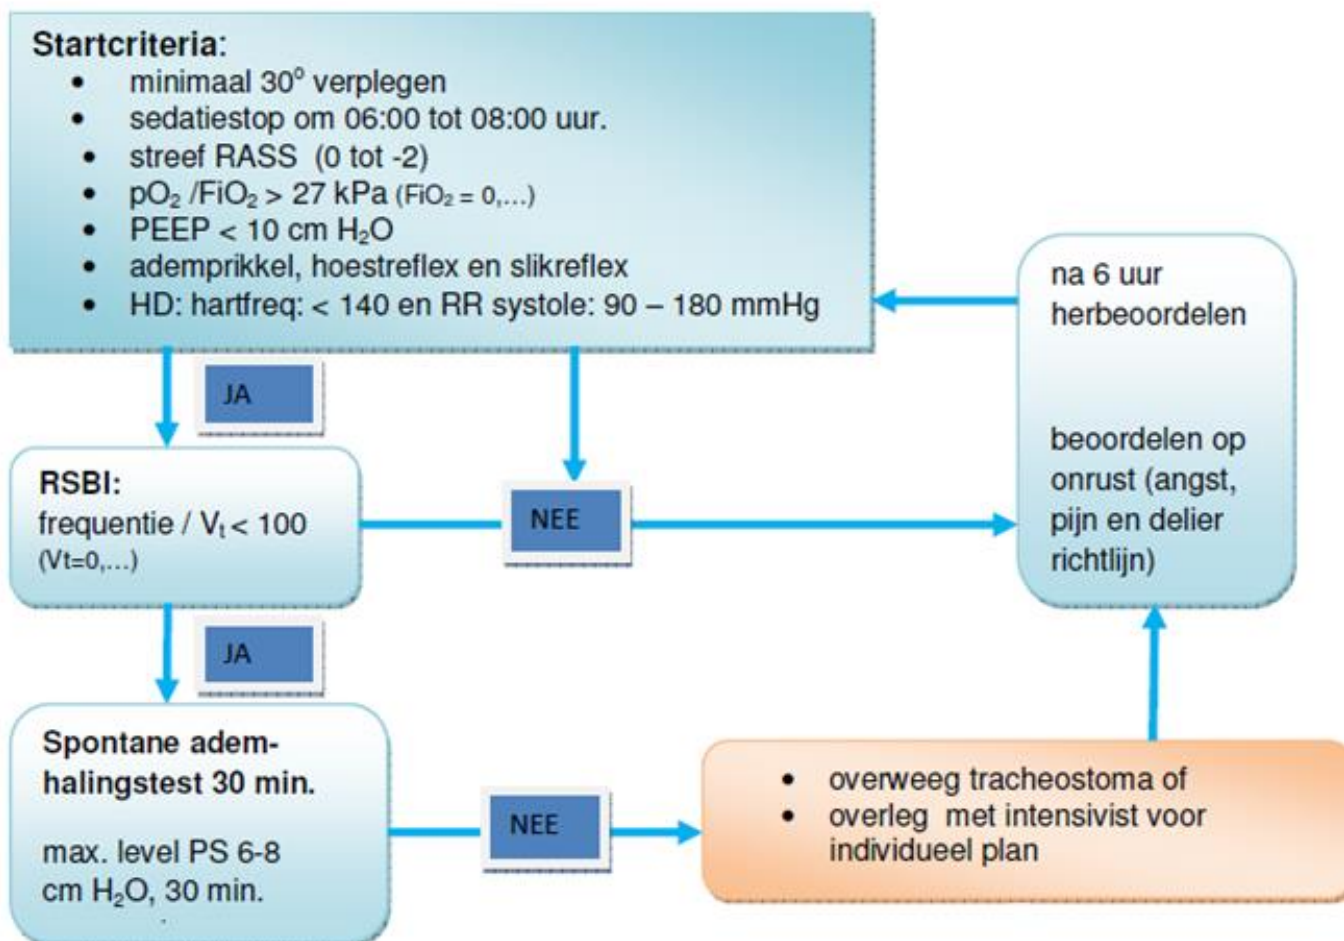 Startcriteria:
• minimaal 30° verplegen
• sedatiestop om 06:00 tot 08:00 uur.
• streef RASS (0 tot -2)
• pO₂ /FiO₂ > 27 kPa (FiO₂ = 0,…)
• PEEP < 10 cm H₂O
• ademprikkel, hoestreflex en slikreflex
• HD: hartfreq: < 140 en RR systole: 90 – 180 mmHg
JA
RSBI:
frequentie / Vₜ < 100
(Vt=0,…)
NEE
na 6 uur
herbeoordelen
beoordelen op
onrust (angst,
pijn en delier
richtlijn)
JA
Spontane adem-
halingstest 30 min.
max. level PS 6-8
cm H₂O, 30 min.
NEE
• overweeg tracheostoma of
• overleg met intensivist voor
individueel plan